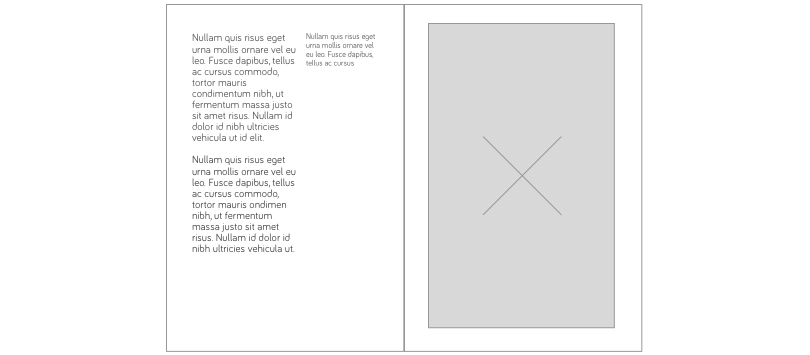 Nullam quis risus eget
urna mollis ornare vel eu
leo. Fusce dapibus, tellus
ac cursus commodo,
tortor mauris
condimentum nibh, ut
fermentum massa justo
sit amet risus. Nullam id
dolor id nibh ultricies
vehicula ut id elit.
Nullam quis risus eget
urna mollis ornare vel eu
leo. Fusce dapibus, tellus
ac cursus commodo,
tortor mauris ondimen
nibh, ut fermentum
massa justo sit amet
risus. Nullam id dolor id
nibh ultricies vehicula ut.
Nullam quis risus eget
urna mollis ornare vel
eu leo. Fusce dapibus,
tellus ac cursus